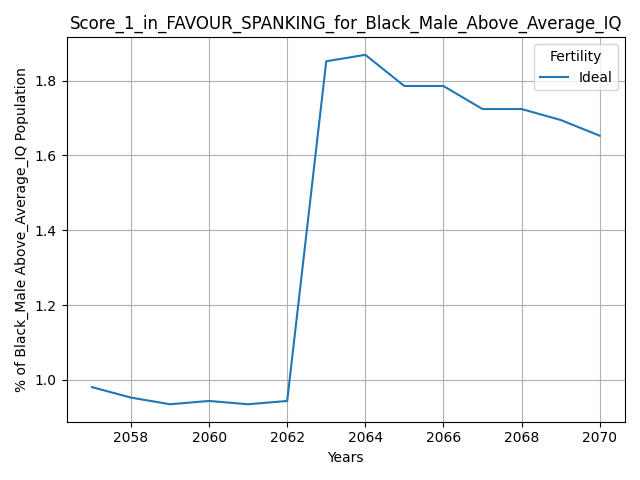 Score_1_in_FAVOUR_SPANKING_for_Black_Male_Above_Average_IQ
Fertility
Ideal
% of Black_Male Above_Average_IQ Population
1.8
1.6
1.4
1.2
1.0
2058 2060 2062 2064 2066 2068 2070
Years